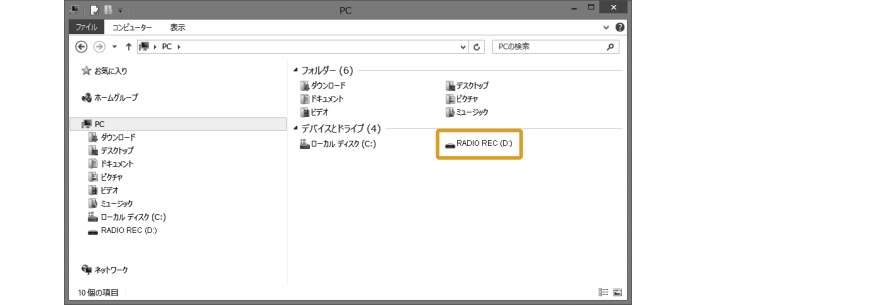 PC
ファイル コンピューター 表示
PC
PCの検索
お気に入り
ホームグループ
PC
ダウンロード
デスクトップ
ドキュメント
ピクチャ
ビデオ
ミュージック
ローカル ディスク (C:)
RADIO REC (D:)
ネットワーク
フォルダー (6)
ダウンロード デスクトップ
ドキュメント ピクチャ
ビデオ ミュージック
デバイスとドライブ (4)
ローカル ディスク (C:) RADIO REC (D:)
10 個の項目